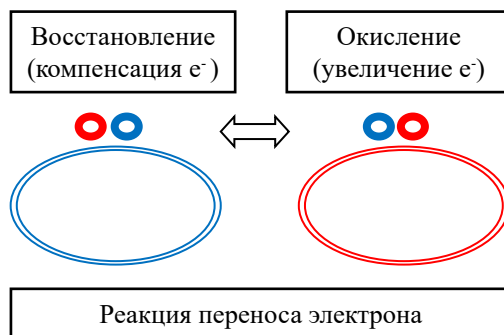 Восстановление
(компенсация e⁻)
Окисление
(увеличение e⁻)
Реакция переноса электрона